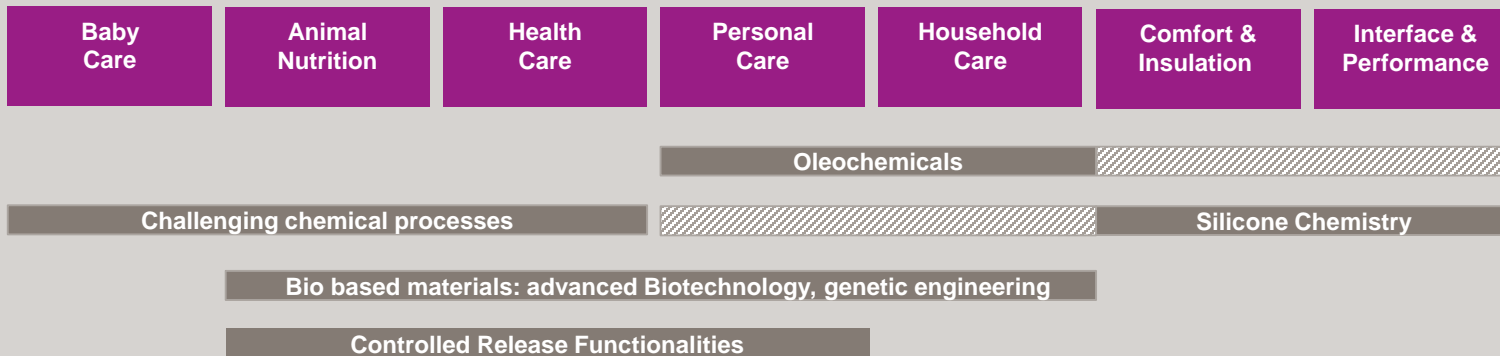 Baby
Care
Animal
Nutrition
Health
Care
Personal
Care
Household
Care
Comfort &
Insulation
Interface &
Performance
Oleochemicals
Challenging chemical processes
Silicone Chemistry
Bio based materials: advanced Biotechnology, genetic engineering
Controlled Release Functionalities